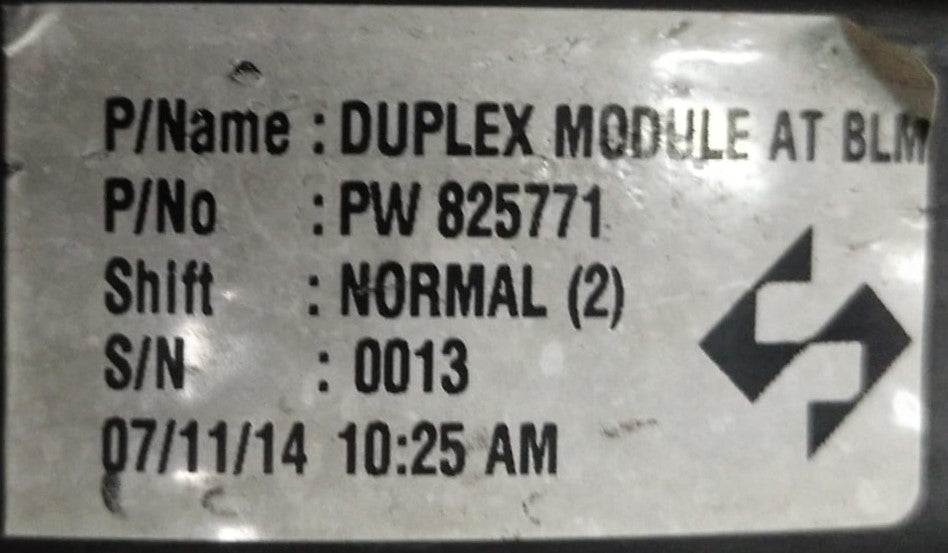 P/Name : DUPLEX MODULE AT BLM
P/No : PW 825771
Shift : NORMAL (2)
S/N : 0013
07/11/14 10:25 AM